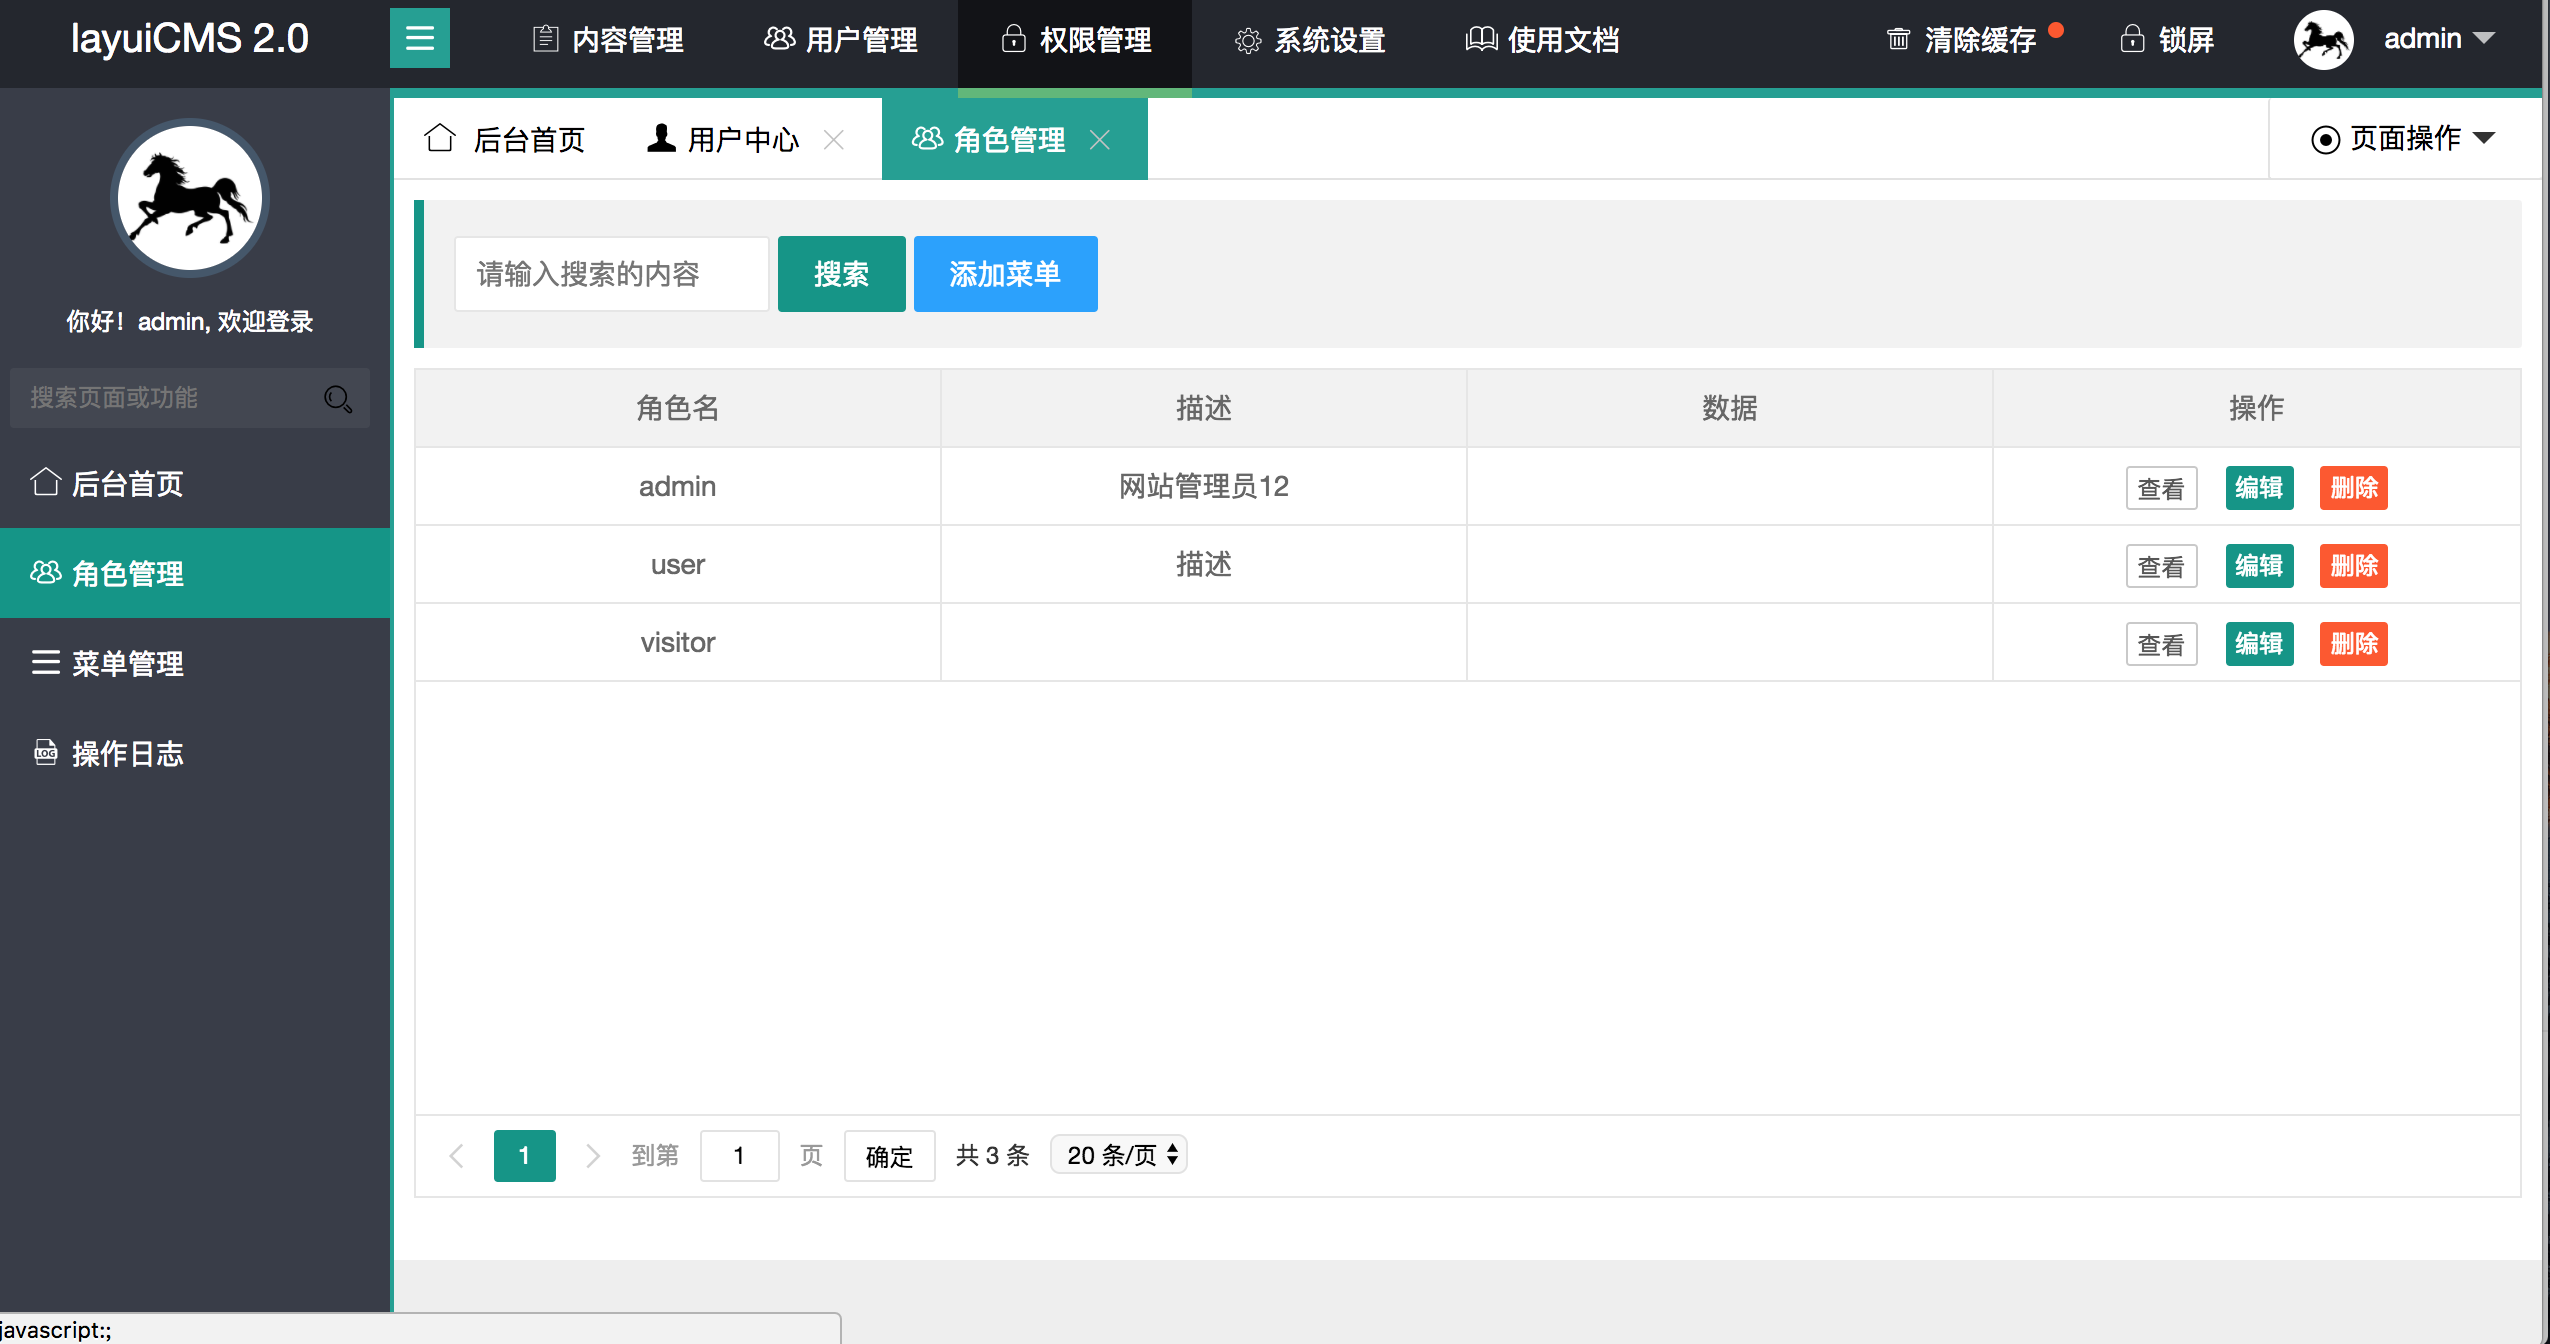 layuiCMS 2.0
内容管理
用户管理
权限管理
系统设置
使用文档
清除缓存
锁屏
admin
你好！admin, 欢迎登录
搜索页面或功能
后台首页
角色管理
菜单管理
LOG 操作日志
后台首页
用户中心
角色管理
页面操作
请输入搜索的内容
搜索
添加菜单
角色名 描述 数据 操作
admin 网站管理员12 查看 编辑 删除
user 描述 查看 编辑 删除
visitor 查看 编辑 删除
1 到第 1 页 确定 共 3 条 20 条/页
javascript:;